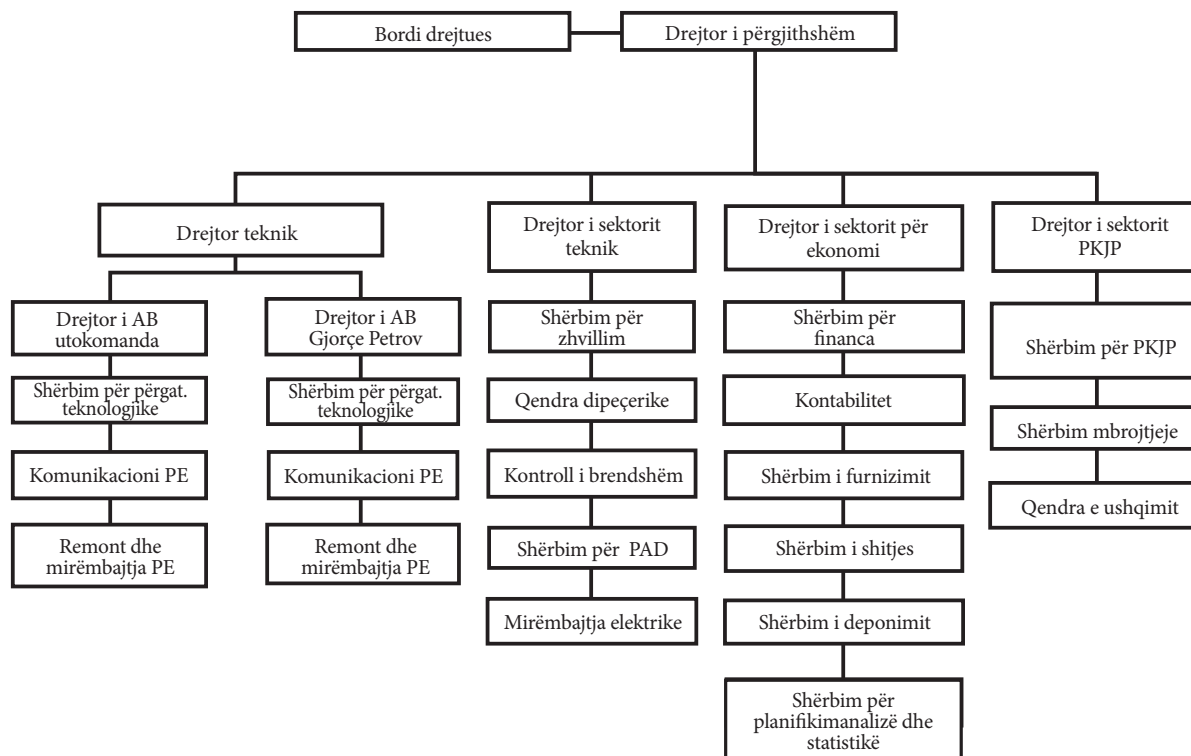 Bordi drejtues
Drejtor i përgjithshëm
Drejtor teknik
Drejtor i AB
utokomanda
Shërbim për përgat.
teknologjike
Komunikacioni PE
Remont dhe
mirëmbajtja PE
Drejtor i AB
Gjorçe Petrov
Shërbim për përgat.
teknologjike
Komunikacioni PE
Remont dhe
mirëmbajtja PE
Drejtor i sektorit
teknik
Shërbim për
zhvillim
Qendra dipeçerike
Kontroll i brendshëm
Shërbim për PAD
Mirëmbajtja elektrike
Drejtor i sektorit për
ekonomi
Shërbim për
financa
Kontabilitet
Shërbim i furnizimit
Shërbim i shitjes
Shërbim i deponimit
Shërbim për
planifikimanalizë dhe
statistikë
Drejtor i sektorit
PKJP
Shërbim për PKJP
Shërbim mbrojtjeje
Qendra e ushqimit